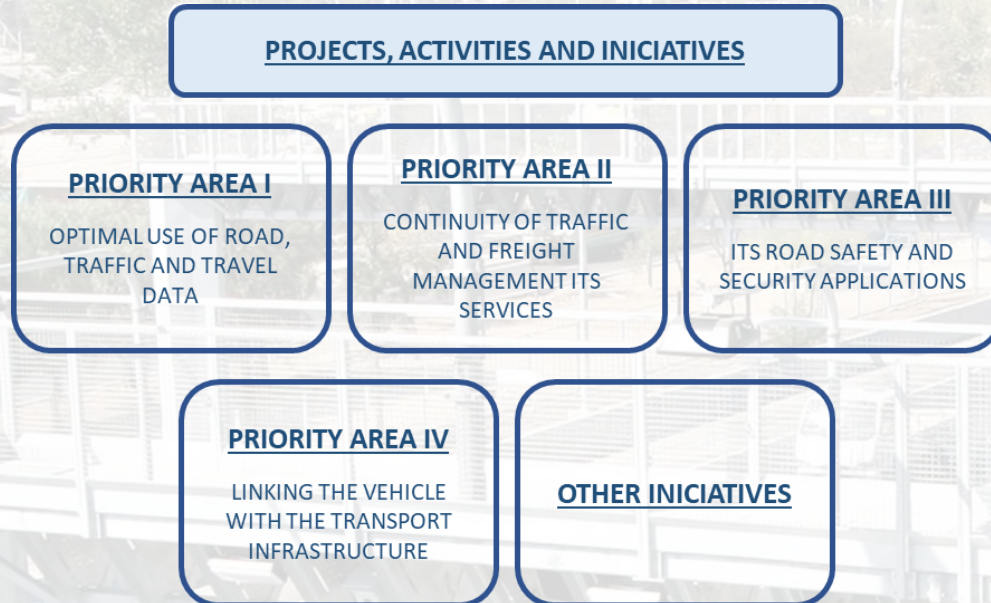 PROJECTS, ACTIVITIES AND INICIATIVES
PRIORITY AREA I
OPTIMAL USE OF ROAD,
TRAFFIC AND TRAVEL
DATA
PRIORITY AREA II
CONTINUITY OF TRAFFIC
AND FREIGHT
MANAGEMENT ITS
SERVICES
PRIORITY AREA III
ITS ROAD SAFETY AND
SECURITY APPLICATIONS
PRIORITY AREA IV
LINKING THE VEHICLE
WITH THE TRANSPORT
INFRASTRUCTURE
OTHER INICIATIVES